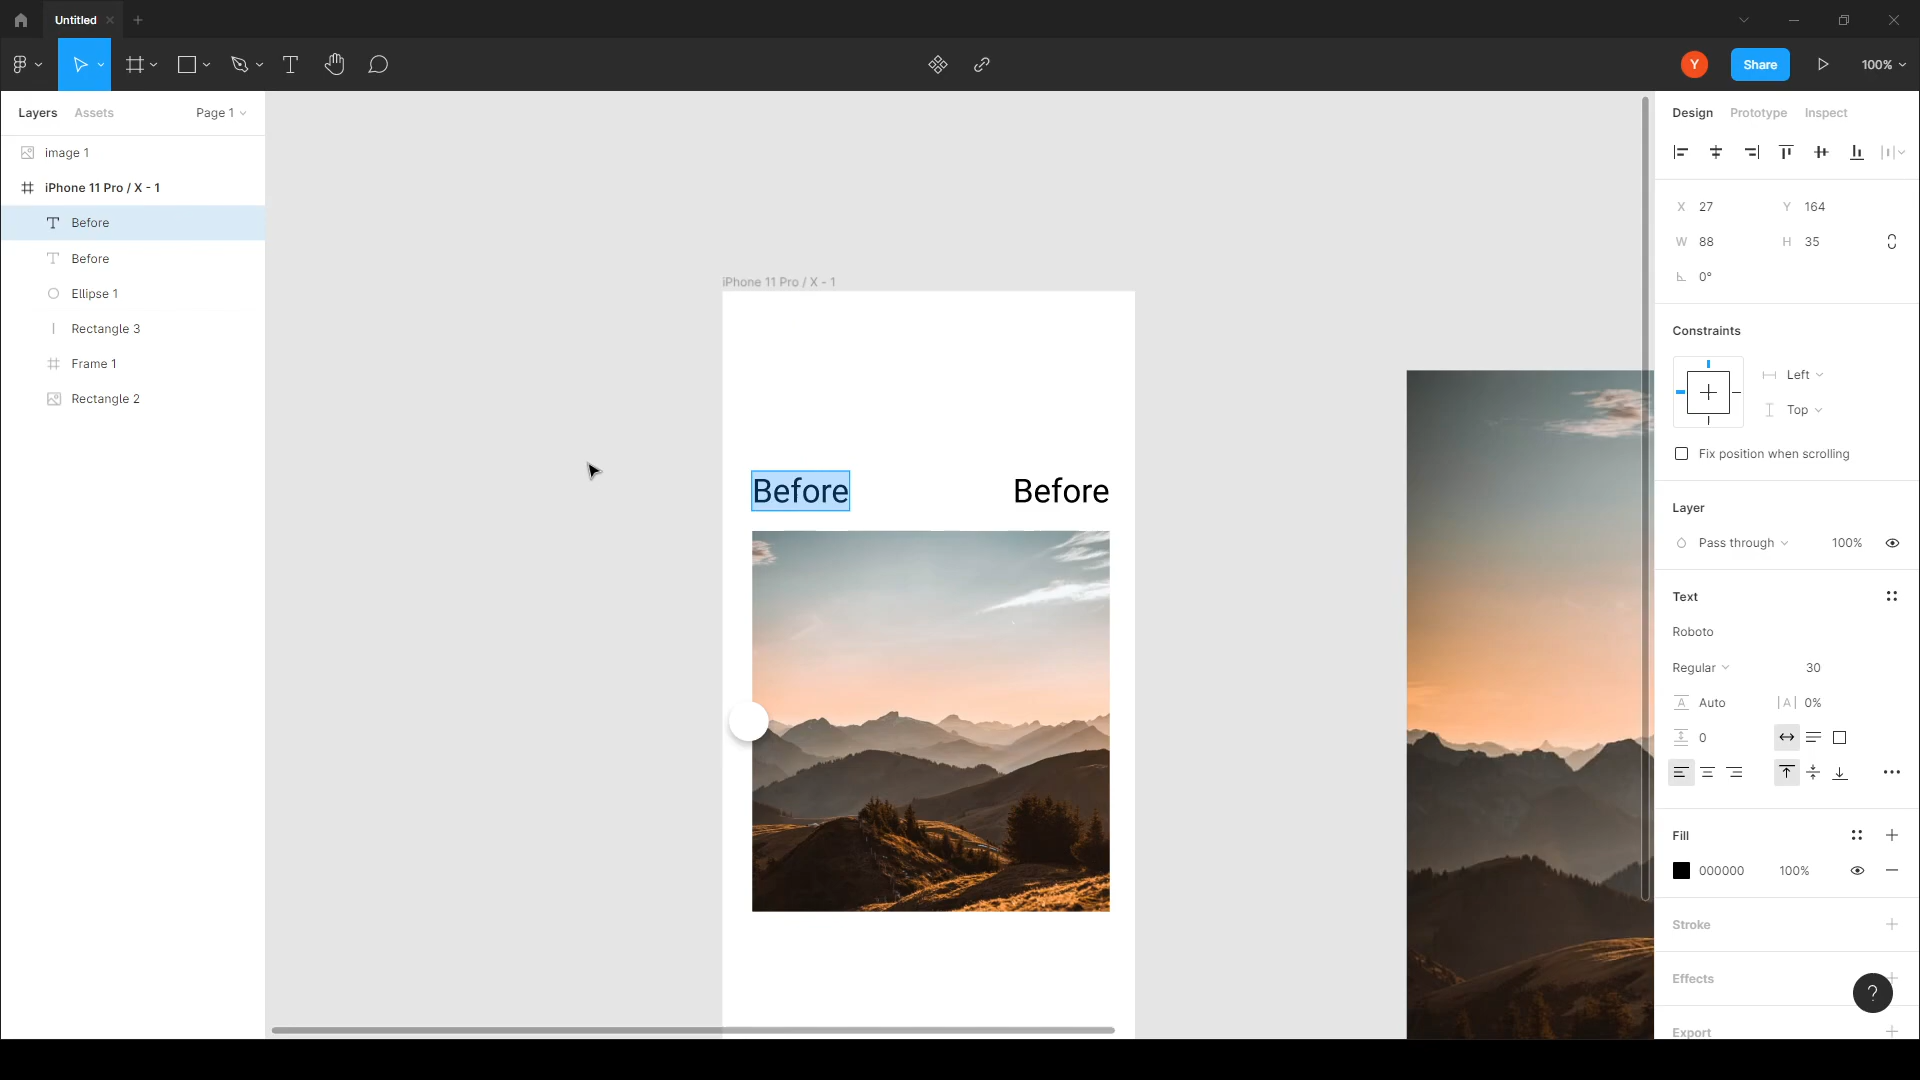 Untitled
Y
Share
100%
Layers
Assets
Page 1
image 1
iPhone 11 Pro / X - 1
Before
Before
Ellipse 1
Rectangle 3
Frame 1
Rectangle 2
iPhone 11 Pro / X - 1
Before
Before
Design
Prototype
Inspect
X 27
Y 164
W 88
H 35
0°
Constraints
Left
Top
Fix position when scrolling
Layer
Pass through
100%
Text
Roboto
Regular
30
A Auto
|A| 0%
0
Fill
000000
100%
Stroke
Effects
?
Export